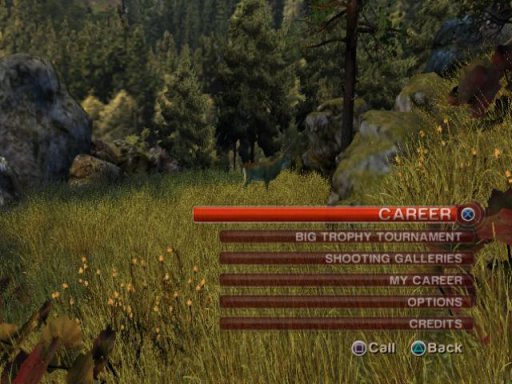 CAREER
BIG TROPHY TOURNAMENT
SHOOTING GALLERIES
MY CAREER
OPTIONS
CREDITS
Call Back